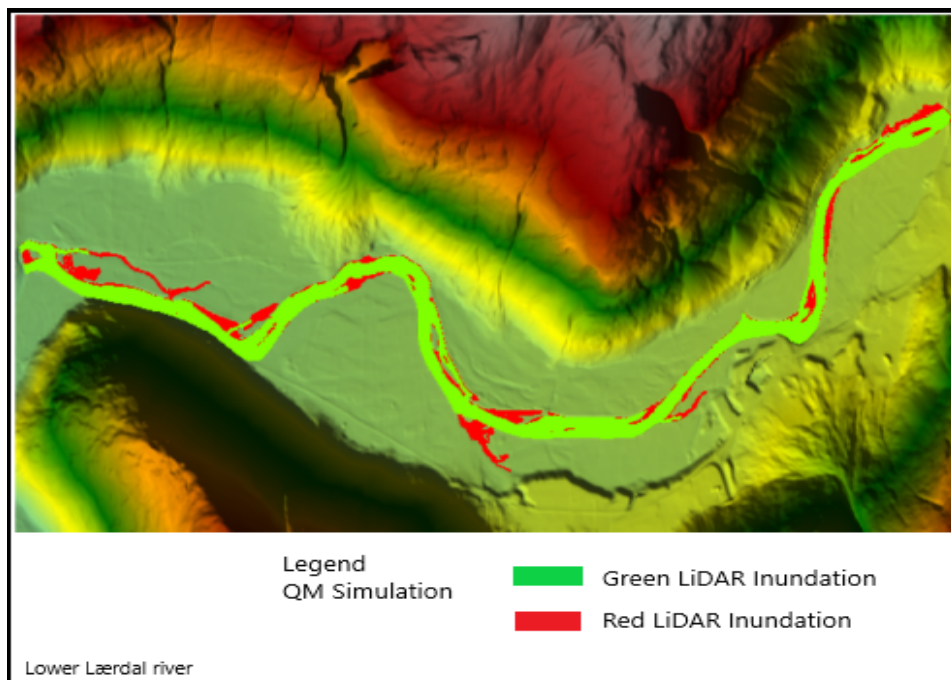 Legend
QM Simulation
Green LiDAR Inundation
Red LiDAR Inundation
Lower Lærdal river